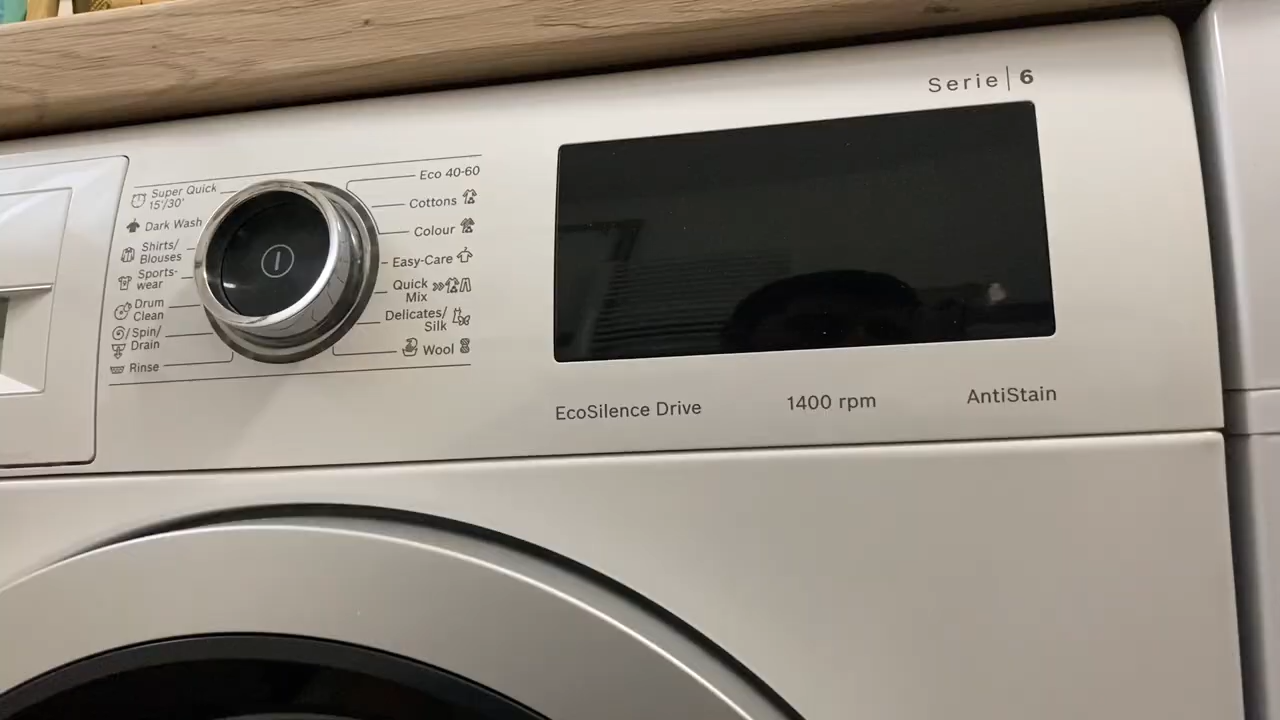 Serie | 6
Super Quick
15'/30'
Dark Wash
Shirts/
Blouses
Sports-
wear
Drum
Clean
/Spin/
Drain
Rinse
Eco 40-60
Cottons
Colour
Easy-Care
Quick
Mix
Delicates/
Silk
Wool
EcoSilence Drive
1400 rpm
AntiStain